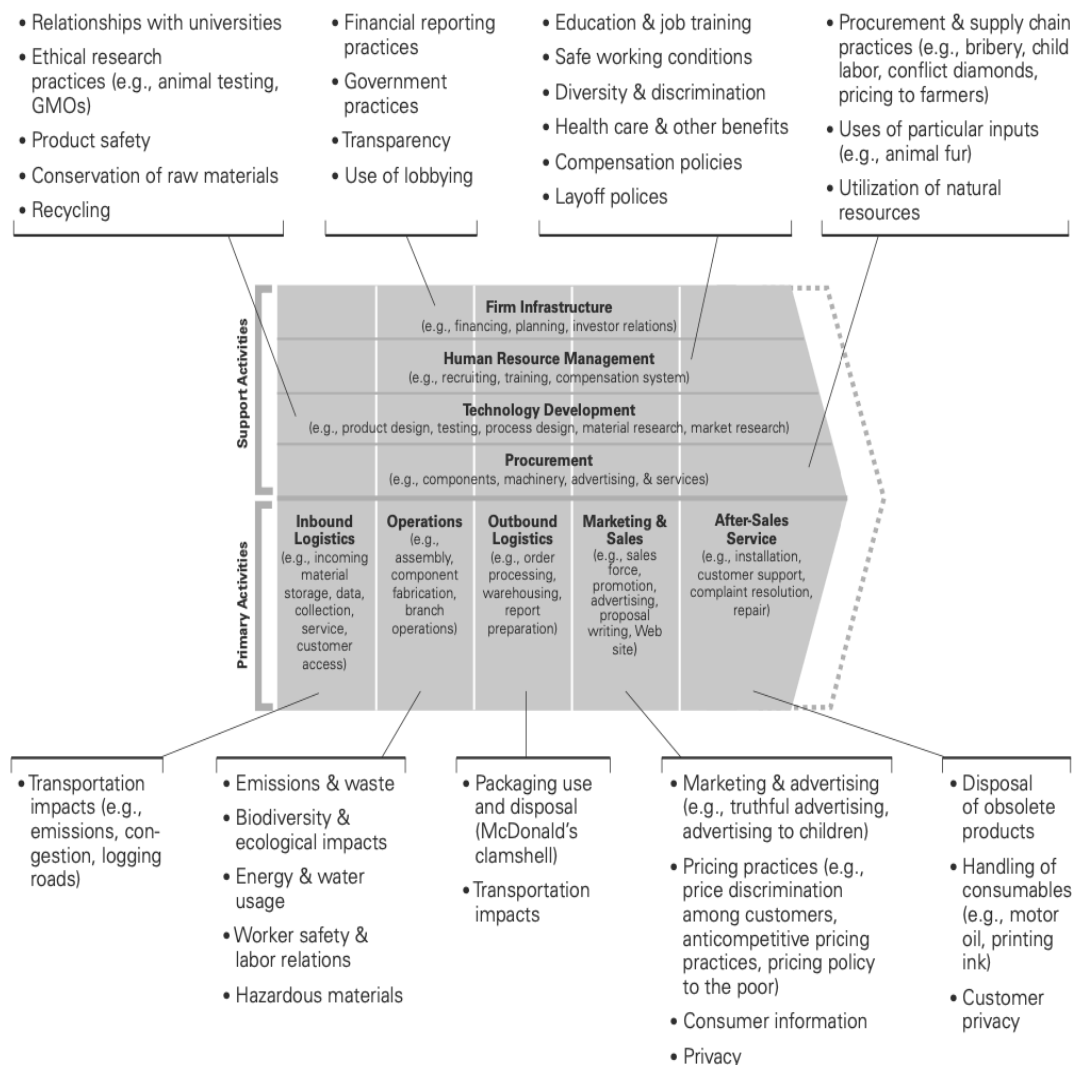 • Relationships with universities
• Ethical research
practices (e.g., animal testing,
GMOs)
• Product safety
• Conservation of raw materials
• Recycling
• Financial reporting
practices
• Government
practices
• Transparency
• Use of lobbying
• Education & job training
• Safe working conditions
• Diversity & discrimination
• Health care & other benefits
• Compensation policies
• Layoff polices
• Procurement & supply chain
practices (e.g., bribery, child
labor, conflict diamonds,
pricing to farmers)
• Uses of particular inputs
(e.g., animal fur)
• Utilization of natural
resources
Support Activities
Firm Infrastructure
(e.g., financing, planning, investor relations)
Human Resource Management
(e.g., recruiting, training, compensation system)
Technology Development
(e.g., product design, testing, process design, material research, market research)
Procurement
(e.g., components, machinery, advertising, & services)
Primary Activities
Inbound
Logistics
(e.g., incoming
material
storage, data,
collection,
service,
customer
access)
Operations
(e.g.,
assembly,
component
fabrication,
branch
operations)
Outbound
Logistics
(e.g., order
processing,
warehousing,
report
preparation)
Marketing &
Sales
(e.g., sales
force,
promotion,
advertising,
proposal
writing, Web
site)
After-Sales
Service
(e.g., installation,
customer support,
complaint resolution,
repair)
• Transportation
impacts (e.g.,
emissions, con-
gestion, logging
roads)
• Emissions & waste
• Biodiversity &
ecological impacts
• Energy & water
usage
• Worker safety &
labor relations
• Hazardous materials
• Packaging use
and disposal
(McDonald’s
clamshell)
• Transportation
impacts
• Marketing & advertising
(e.g., truthful advertising,
advertising to children)
• Pricing practices (e.g.,
price discrimination
among customers,
anticompetitive pricing
practices, pricing policy
to the poor)
• Consumer information
• Privacy
• Disposal
of obsolete
products
• Handling of
consumables
(e.g., motor
oil, printing
ink)
• Customer
privacy